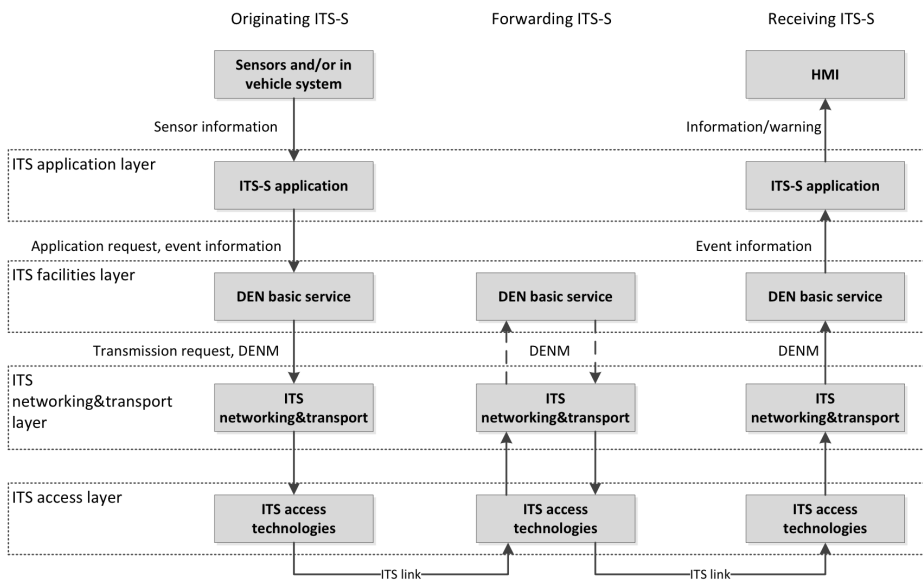 Originating ITS-S
Forwarding ITS-S
Receiving ITS-S
Sensors and/or in
vehicle system
HMI
Sensor information
Information/warning
ITS application layer
ITS-S application
ITS-S application
Application request, event information
Event information
ITS facilities layer
DEN basic service
DEN basic service
DEN basic service
Transmission request, DENM
DENM
DENM
ITS
networking&transport
layer
ITS
networking&transport
ITS
networking&transport
ITS
networking&transport
ITS access layer
ITS access
technologies
ITS access
technologies
ITS access
technologies
ITS link
ITS link